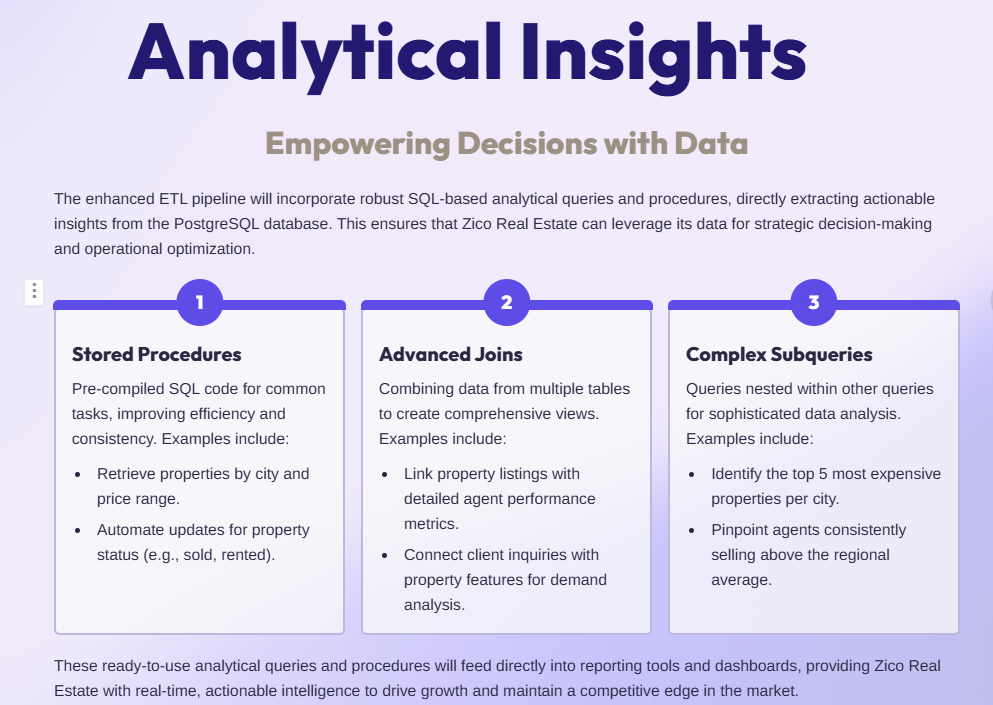 Analytical Insights
Empowering Decisions with Data
The enhanced ETL pipeline will incorporate robust SQL-based analytical queries and procedures, directly extracting actionable
insights from the PostgreSQL database. This ensures that Zico Real Estate can leverage its data for strategic decision-making
and operational optimization.
1
Stored Procedures
Pre-compiled SQL code for common
tasks, improving efficiency and
consistency. Examples include:
• Retrieve properties by city and
price range.
• Automate updates for property
status (e.g., sold, rented).
2
Advanced Joins
Combining data from multiple tables
to create comprehensive views.
Examples include:
• Link property listings with
detailed agent performance
metrics.
• Connect client inquiries with
property features for demand
analysis.
3
Complex Subqueries
Queries nested within other queries
for sophisticated data analysis.
Examples include:
• Identify the top 5 most expensive
properties per city.
• Pinpoint agents consistently
selling above the regional
average.
These ready-to-use analytical queries and procedures will feed directly into reporting tools and dashboards, providing Zico Real
Estate with real-time, actionable intelligence to drive growth and maintain a competitive edge in the market.